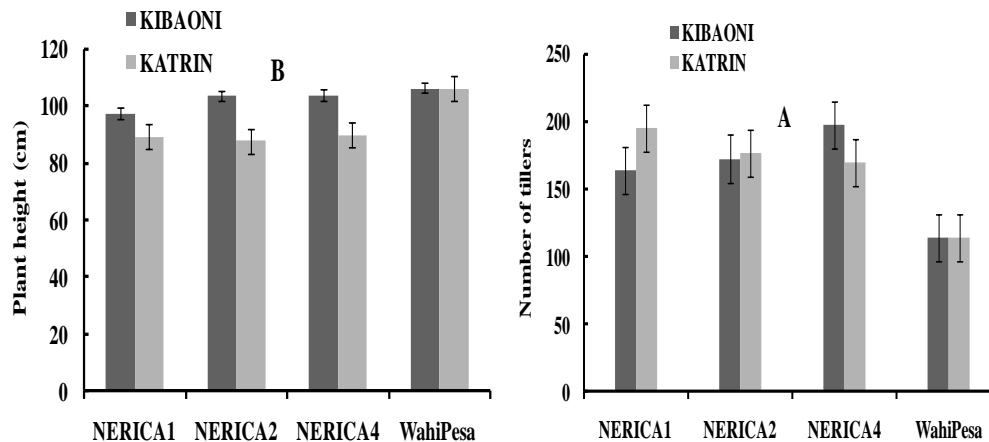 KIBAONI
KATRIN
B
Plant height (cm)
120
100
80
60
40
20
0
NERICA1 NERICA2 NERICA4 WahiPesa
KIBAONI
KATRIN
A
Number of tillers
250
200
150
100
50
0
NERICA1 NERICA2 NERICA4 WahiPesa